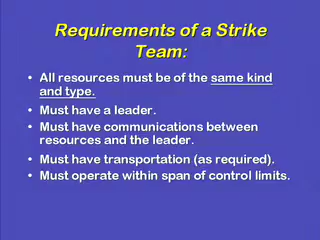 Requirements of a Strike
Team:
• All resources must be of the same kind
and type.
• Must have a leader.
• Must have communications between
resources and the leader.
• Must have transportation (as required).
• Must operate within span of control limits.